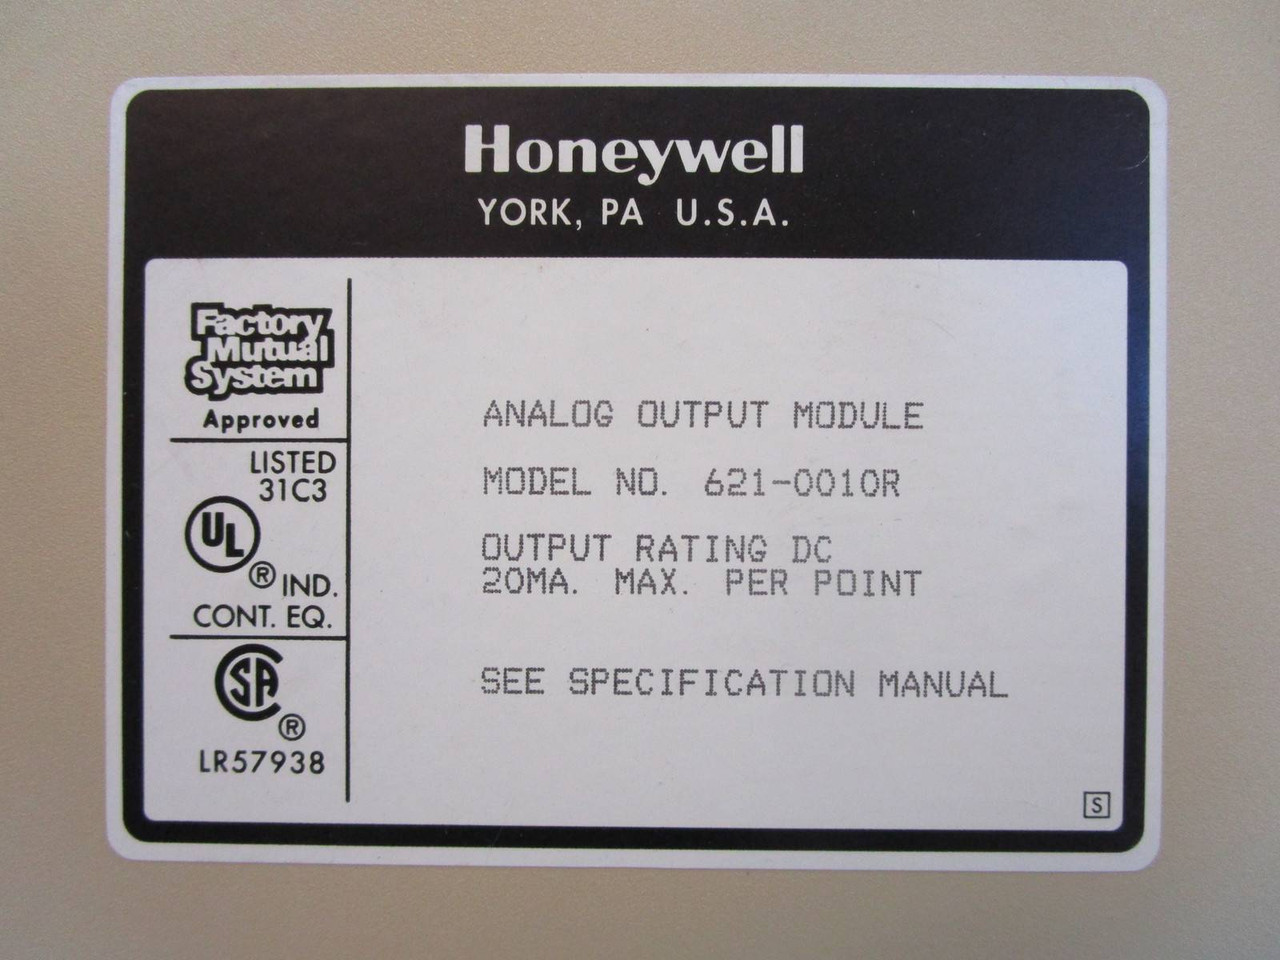 Honeywell
YORK, PA U.S.A.
Factory
Mutual
System
Approved
LISTED
31C3
UL
® IND.
CONT. EQ.
SA
®
LR57938
ANALOG OUTPUT MODULE
MODEL NO. 621-0010R
OUTPUT RATING DC
20MA. MAX. PER POINT
SEE SPECIFICATION MANUAL
S